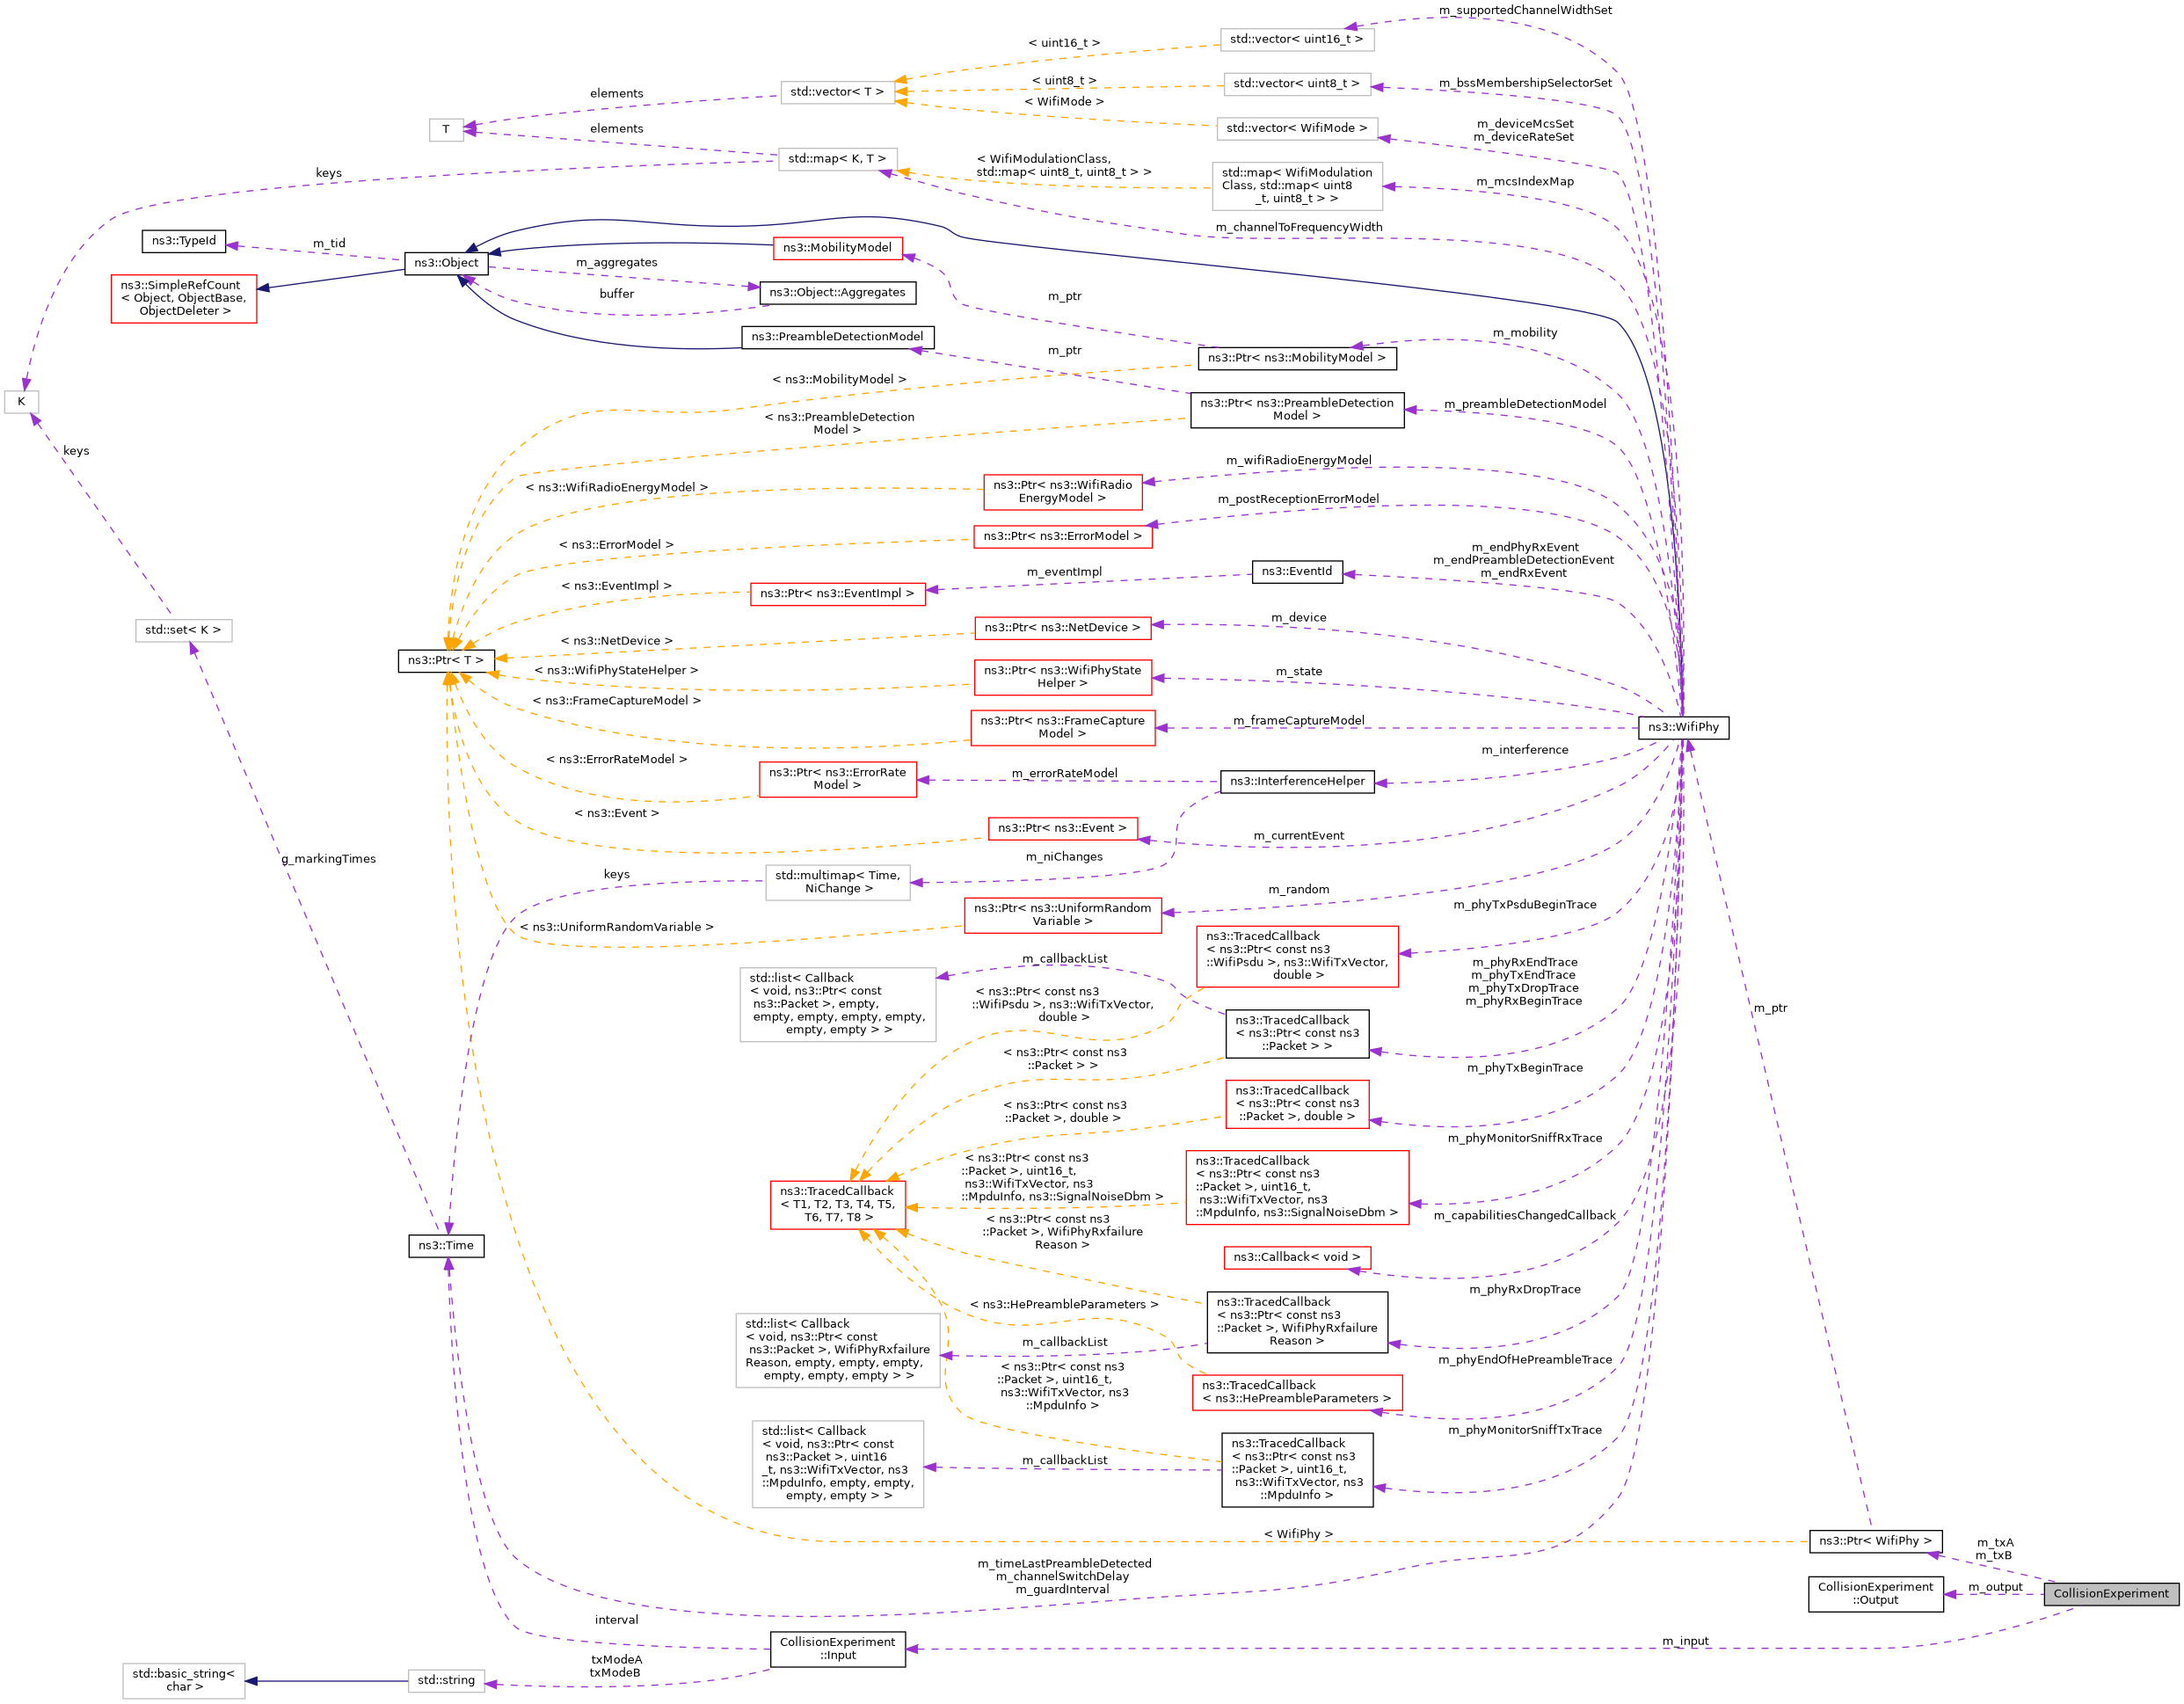 m_supportedChannelWidthSet
std::vector< uint16_t >
< uint16_t >
std::vector< T >
< uint8_t >
std::vector< uint8_t >
m_bssMembershipSelectorSet
elements
< WifiMode >
T
std::vector< WifiMode >
m_deviceMcsSet
m_deviceRateSet
elements
std::map< K, T >
< WifiModulationClass,
std::map< uint8_t, uint8_t > >
std::map< WifiModulation
Class, std::map< uint8
_t, uint8_t > >
m_mcsIndexMap
keys
m_channelToFrequencyWidth
ns3::TypeId
m_tid
ns3::Object
ns3::MobilityModel
m_aggregates
ns3::SimpleRefCount
< Object, ObjectBase,
ObjectDeleter >
buffer
ns3::Object::Aggregates
m_ptr
ns3::PreambleDetectionModel
m_ptr
ns3::Ptr< ns3::MobilityModel >
m_mobility
K
< ns3::MobilityModel >
< ns3::PreambleDetection
Model >
ns3::Ptr< ns3::PreambleDetection
Model >
m_preambleDetectionModel
keys
< ns3::WifiRadioEnergyModel >
ns3::Ptr< ns3::WifiRadio
EnergyModel >
m_wifiRadioEnergyModel
m_postReceptionErrorModel
< ns3::ErrorModel >
ns3::Ptr< ns3::ErrorModel >
m_endPhyRxEvent
m_endPreambleDetectionEvent
m_endRxEvent
< ns3::EventImpl >
ns3::Ptr< ns3::EventImpl >
m_eventImpl
ns3::EventId
std::set< K >
< ns3::NetDevice >
ns3::Ptr< ns3::NetDevice >
m_device
ns3::Ptr< T >
< ns3::WifiPhyStateHelper >
ns3::Ptr< ns3::WifiPhyState
Helper >
m_state
< ns3::FrameCaptureModel >
ns3::Ptr< ns3::FrameCapture
Model >
m_frameCaptureModel
ns3::WifiPhy
< ns3::ErrorRateModel >
ns3::Ptr< ns3::ErrorRate
Model >
m_errorRateModel
ns3::InterferenceHelper
m_interference
< ns3::Event >
ns3::Ptr< ns3::Event >
m_currentEvent
g_markingTimes
keys
std::multimap< Time,
NiChange >
m_niChanges
m_random
< ns3::UniformRandomVariable >
ns3::Ptr< ns3::UniformRandom
Variable >
m_phyTxPsduBeginTrace
ns3::TracedCallback
< ns3::Ptr< const ns3
::WifiPsdu >, ns3::WifiTxVector,
double >
m_callbackList
std::list< Callback
< void, ns3::Ptr< const
ns3::Packet >, empty,
empty, empty, empty, empty,
empty, empty > >
< ns3::Ptr< const ns3
::WifiPsdu >, ns3::WifiTxVector,
double >
m_phyRxEndTrace
m_phyTxEndTrace
m_phyTxDropTrace
m_phyRxBeginTrace
m_ptr
ns3::TracedCallback
< ns3::Ptr< const ns3
::Packet > >
< ns3::Ptr< const ns3
::Packet > >
m_phyTxBeginTrace
ns3::TracedCallback
< ns3::Ptr< const ns3
::Packet >, double >
< ns3::Ptr< const ns3
::Packet >, double >
m_phyMonitorSniffRxTrace
ns3::TracedCallback
< T1, T2, T3, T4, T5,
T6, T7, T8 >
< ns3::Ptr< const ns3
::Packet >, uint16_t,
ns3::WifiTxVector, ns3
::MpduInfo, ns3::SignalNoiseDbm >
ns3::TracedCallback
< ns3::Ptr< const ns3
::Packet >, uint16_t,
ns3::WifiTxVector, ns3
::MpduInfo, ns3::SignalNoiseDbm >
m_capabilitiesChangedCallback
ns3::Time
< ns3::Ptr< const ns3
::Packet >, WifiPhyRxfailure
Reason >
ns3::Callback< void >
m_phyRxDropTrace
< ns3::HePreambleParameters >
ns3::TracedCallback
< ns3::Ptr< const ns3
::Packet >, WifiPhyRxfailure
Reason >
std::list< Callback
< void, ns3::Ptr< const
ns3::Packet >, WifiPhyRxfailure
Reason, empty, empty, empty,
empty, empty, empty > >
m_callbackList
m_phyEndOfHePreambleTrace
< ns3::Ptr< const ns3
::Packet >, uint16_t,
ns3::WifiTxVector, ns3
::MpduInfo >
ns3::TracedCallback
< ns3::HePreambleParameters >
m_phyMonitorSniffTxTrace
std::list< Callback
< void, ns3::Ptr< const
ns3::Packet >, uint16
_t, ns3::WifiTxVector, ns3
::MpduInfo, empty, empty,
empty, empty > >
m_callbackList
ns3::TracedCallback
< ns3::Ptr< const ns3
::Packet >, uint16_t,
ns3::WifiTxVector, ns3
::MpduInfo >
< WifiPhy >
ns3::Ptr< WifiPhy >
m_txA
m_txB
m_timeLastPreambleDetected
m_channelSwitchDelay
m_guardInterval
CollisionExperiment
::Output
m_output
CollisionExperiment
interval
CollisionExperiment
::Input
m_input
txModeA
txModeB
std::basic_string<
char >
std::string